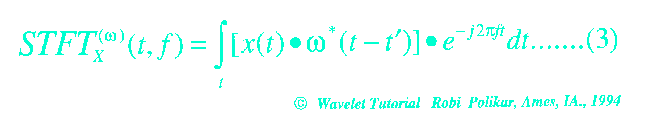 STFT_X^(ω)(t, f) = ∫_t [x(t) • ω*(t − t′)] • e^(−j2πft) dt.......(3)
© Wavelet Tutorial Robi Polikar, Ames, IA., 1994